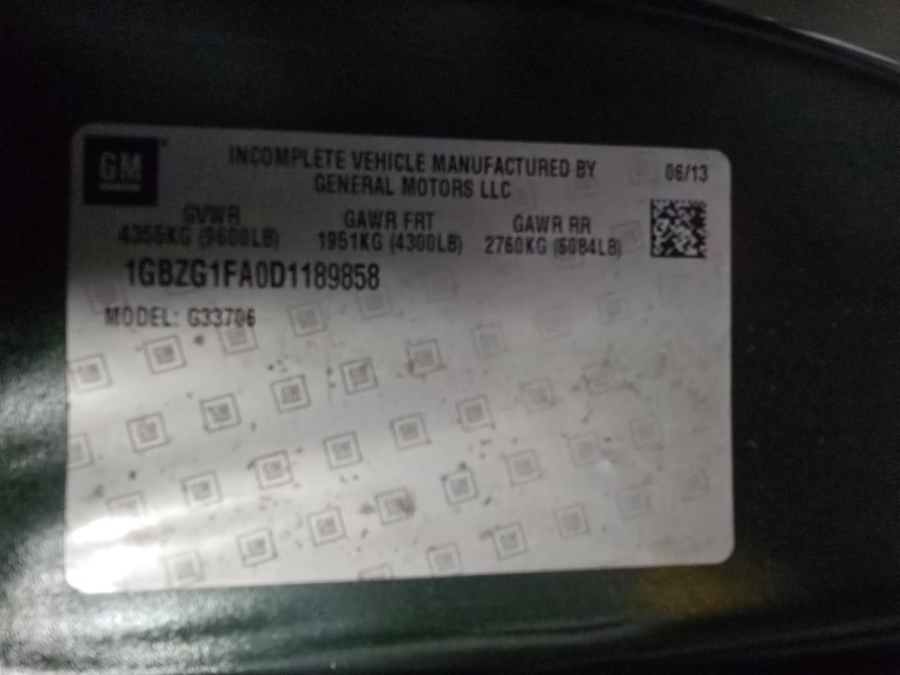 GM
INCOMPLETE VEHICLE MANUFACTURED BY
GENERAL MOTORS LLC
06/13
GVWR GAWR FRT GAWR RR
4355KG (9600LB) 1951KG (4300LB) 2760KG (6084LB)
1GBZG1FA0D1189858
MODEL: G33706